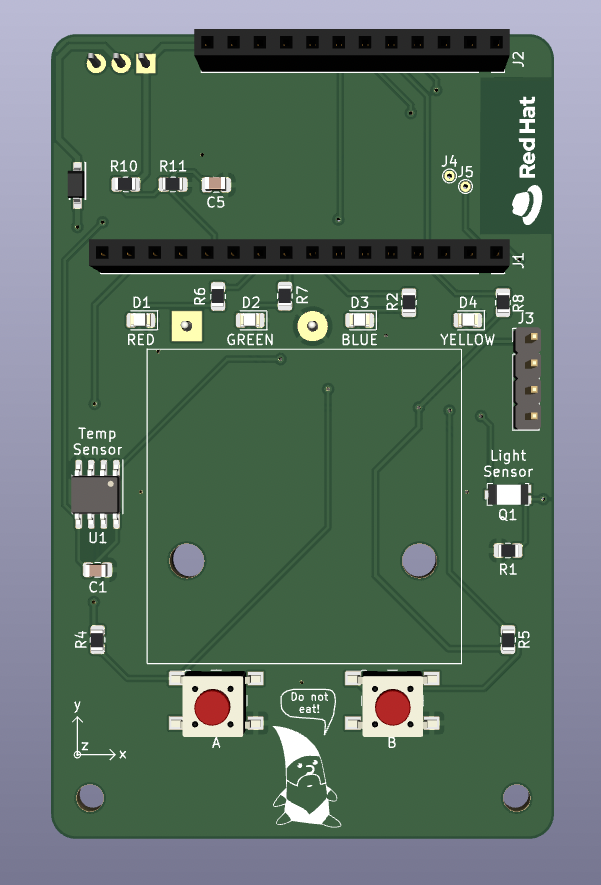 J2
Red Hat
R10
R11
C5
J4
J5
J1
R6
R7
R2
R8
D1
D2
D3
D4
RED
GREEN
BLUE
YELLOW
J3
Temp
Sensor
U1
Light
Sensor
Q1
C1
R1
R4
R5
Do not
eat!
A
B
y
z
x